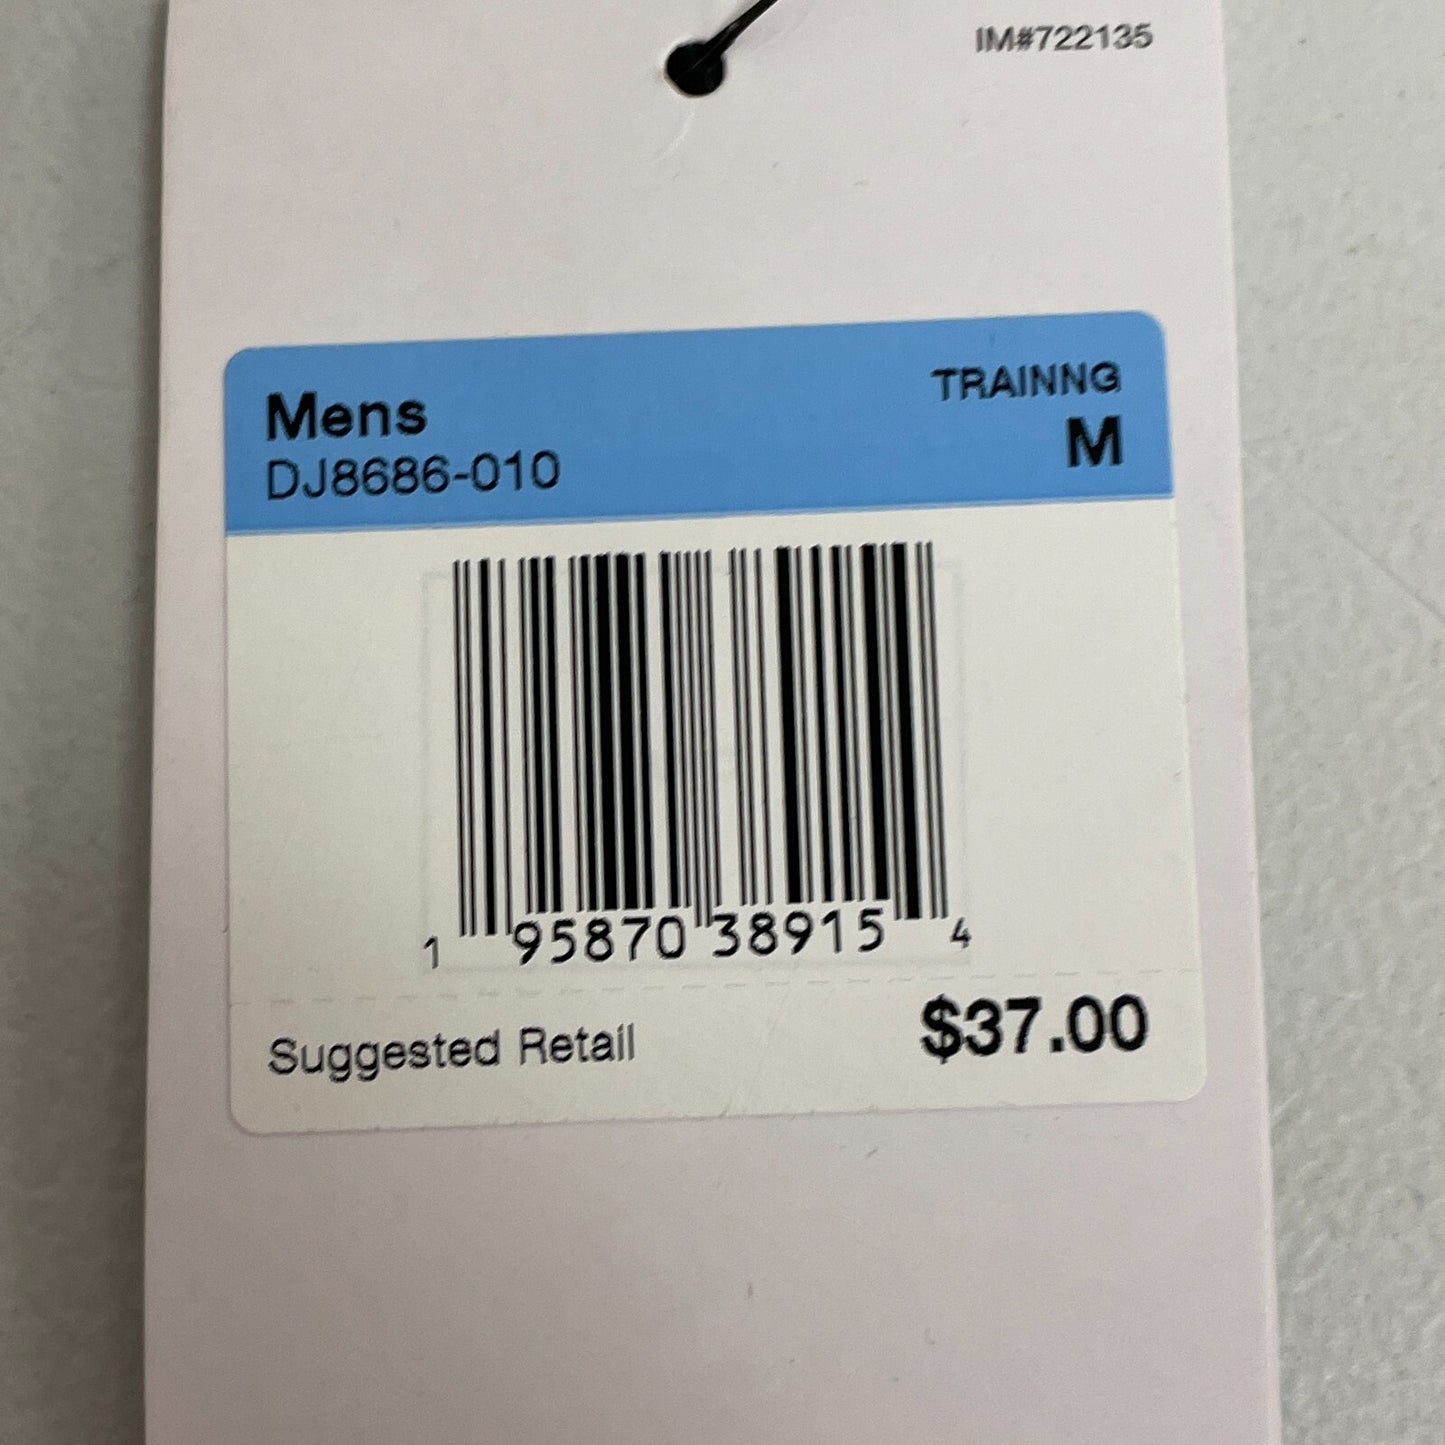 IM#722135
Mens
TRAINNG
DJ8686-010
M
1 95870 38915 4
Suggested Retail
$37.00